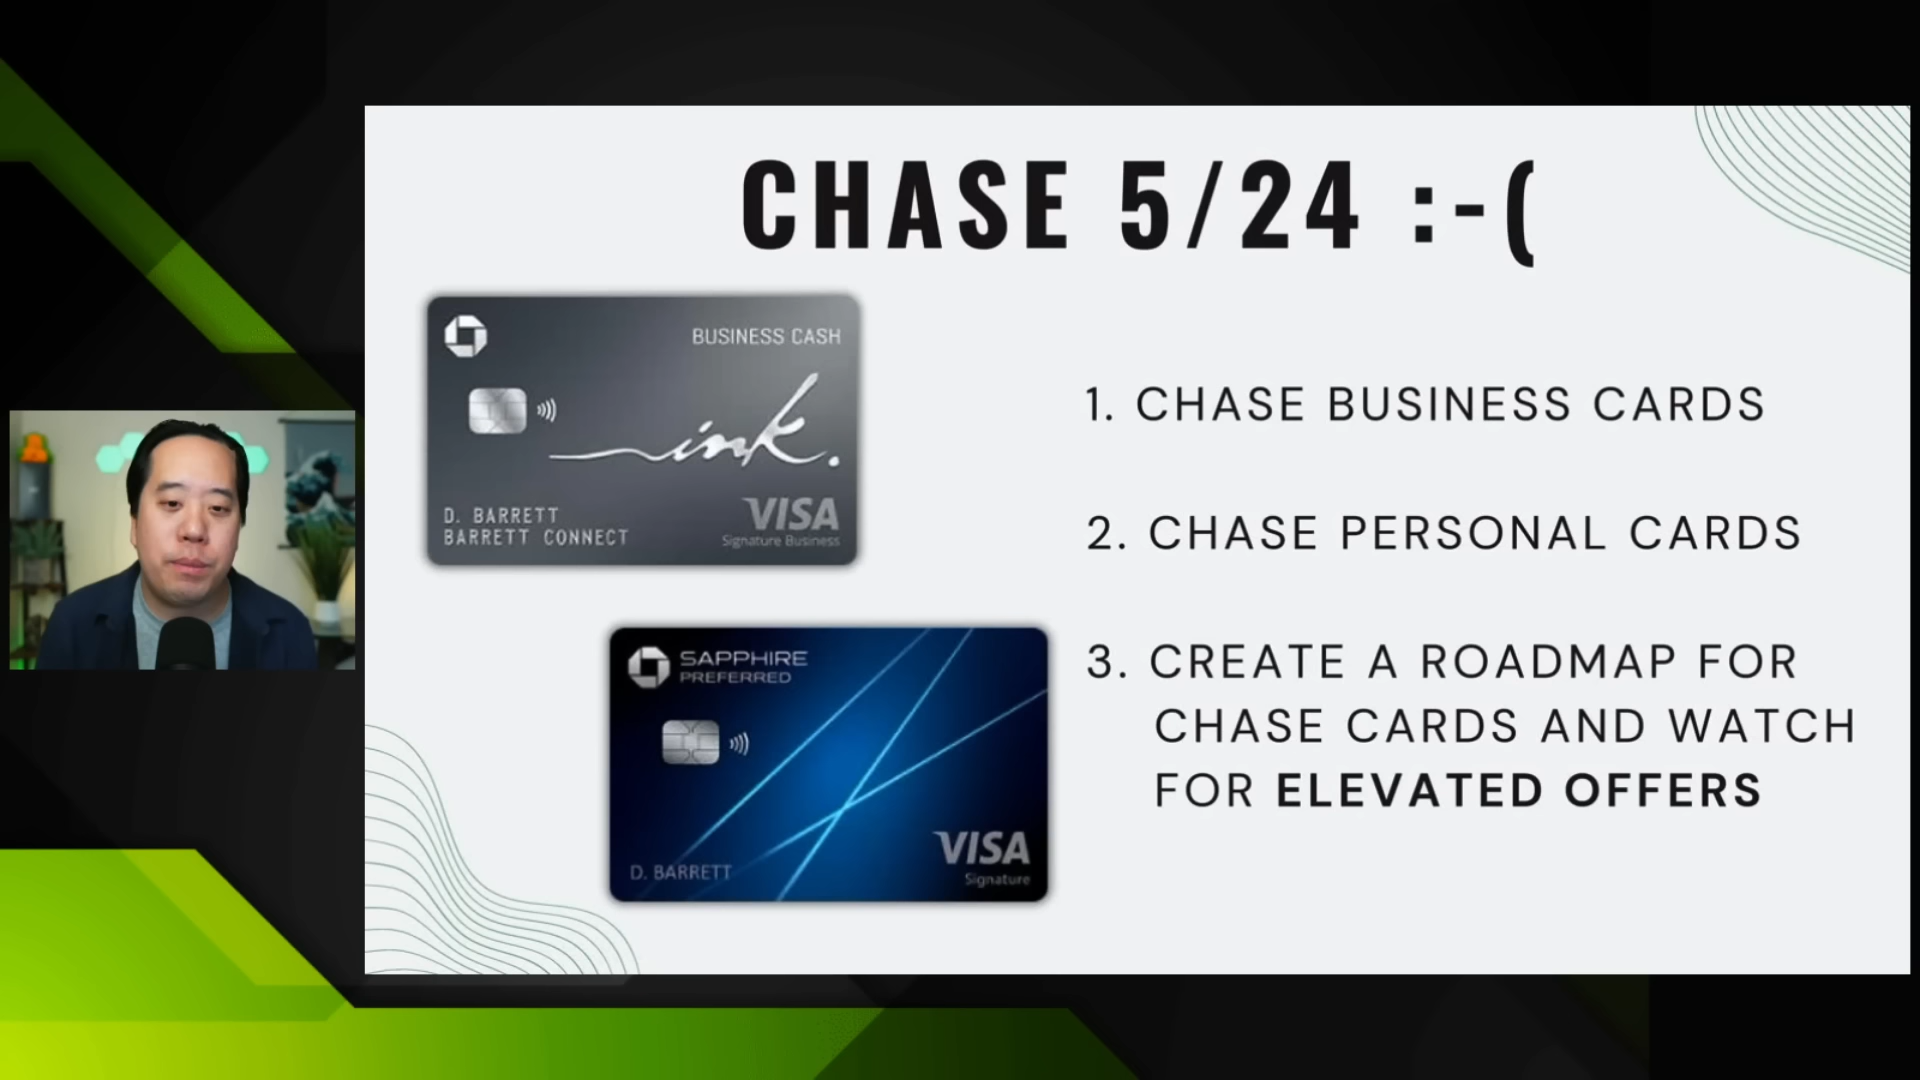 CHASE 5/24 :-(
BUSINESS CASH
ink.
D. BARRETT
BARRETT CONNECT
VISA
Signature Business
SAPPHIRE
PREFERRED
D. BARRETT
VISA
Signature
1. CHASE BUSINESS CARDS
2. CHASE PERSONAL CARDS
3. CREATE A ROADMAP FOR
CHASE CARDS AND WATCH
FOR ELEVATED OFFERS